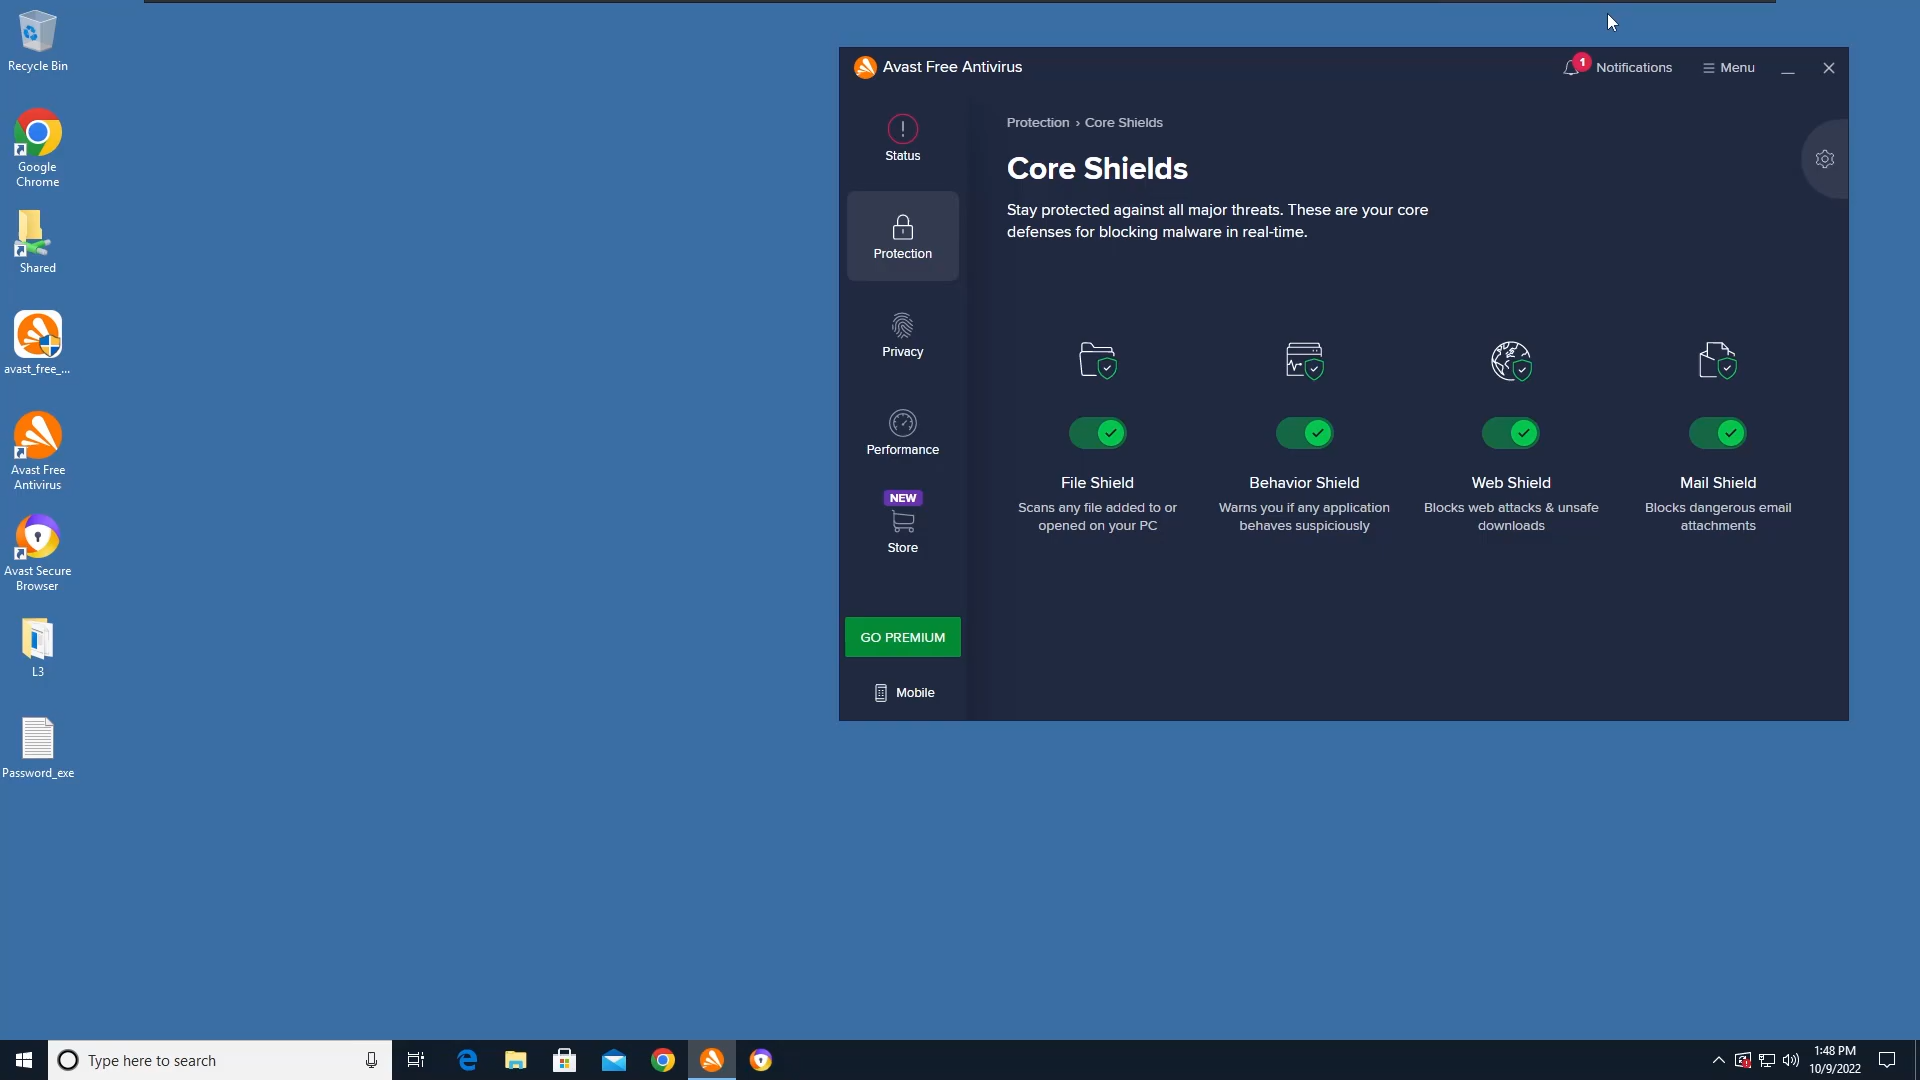 Recycle Bin
Google
Chrome
Shared
avast_free_...
Avast Free
Antivirus
Avast Secure
Browser
L3
Password_exe
Avast Free Antivirus
1
Notifications
Menu
Status
Protection
Privacy
Performance
NEW
Store
GO PREMIUM
Mobile
Protection › Core Shields
Core Shields
Stay protected against all major threats. These are your core
defenses for blocking malware in real-time.
File Shield
Scans any file added to or
opened on your PC
Behavior Shield
Warns you if any application
behaves suspiciously
Web Shield
Blocks web attacks & unsafe
downloads
Mail Shield
Blocks dangerous email
attachments
Type here to search
1:48 PM
10/9/2022